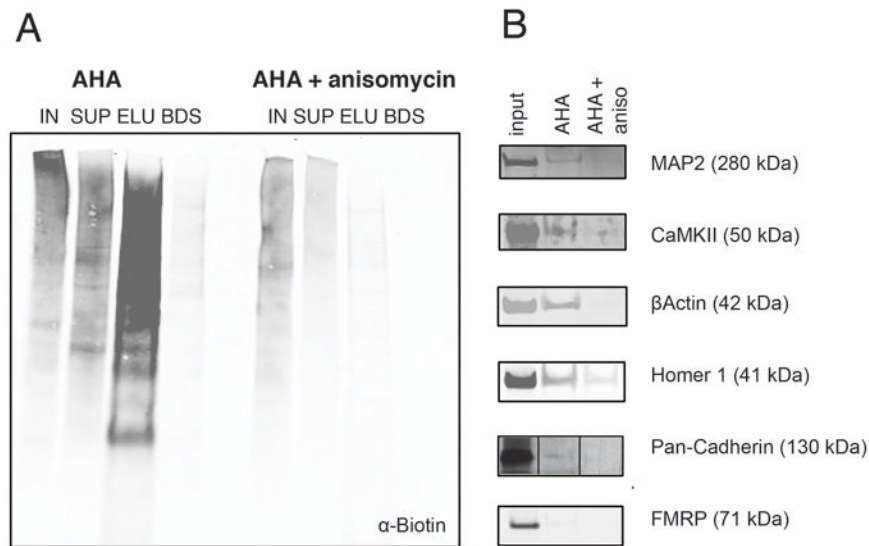 A
AHA
AHA + anisomycin
IN SUP ELU BDS
IN SUP ELU BDS
α-Biotin
B
input
AHA
AHA +
aniso
MAP2 (280 kDa)
CaMKII (50 kDa)
βActin (42 kDa)
Homer 1 (41 kDa)
Pan-Cadherin (130 kDa)
FMRP (71 kDa)